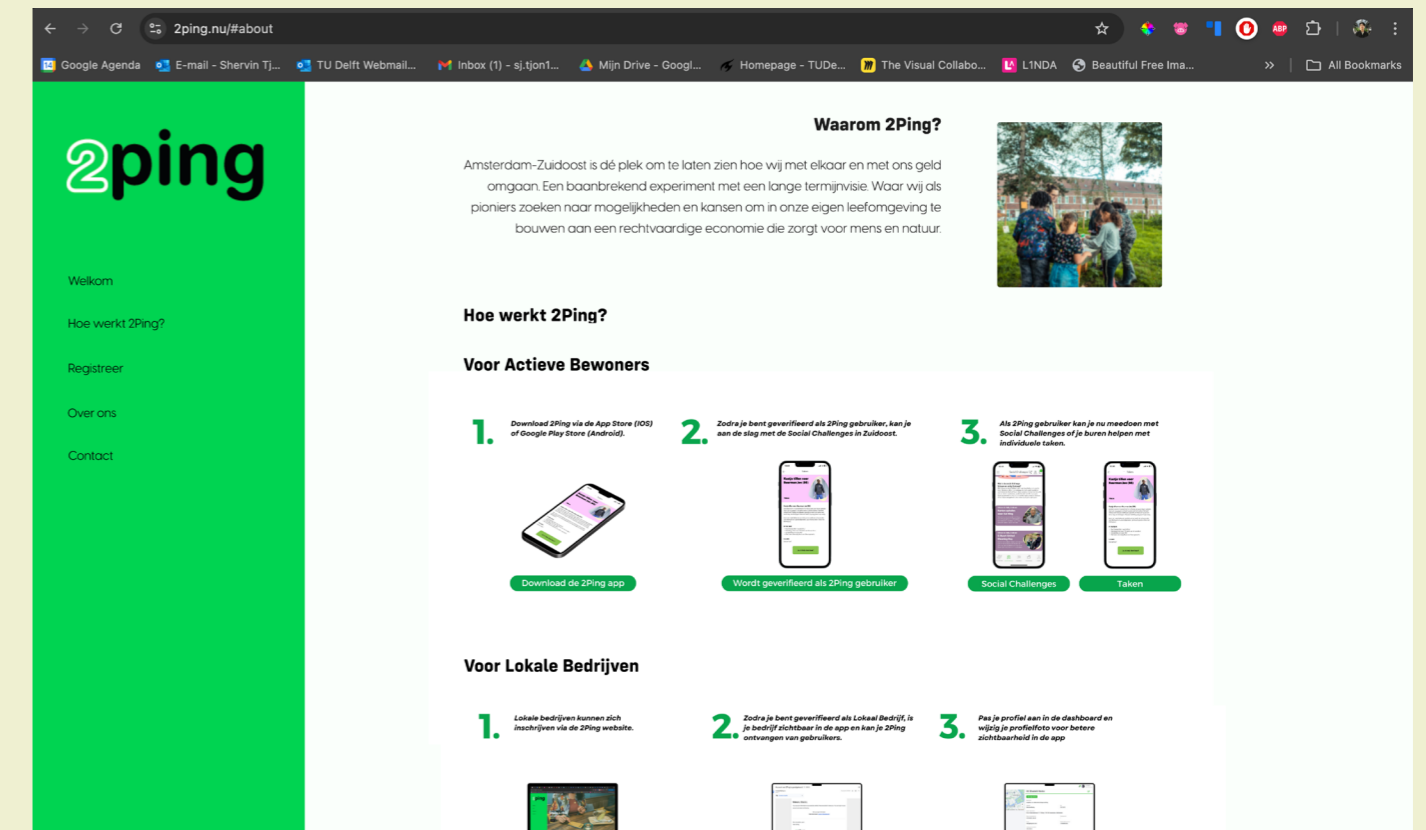 2ping.nu/#about
Google Agenda
E-mail - Shervin Tj...
TU Delft Webmail...
Inbox (1) - sj.tjon1...
Mijn Drive - Googl...
Homepage - TUDe...
The Visual Collabo...
L1NDA
Beautiful Free Ima...
All Bookmarks
2ping
Welkom
Hoe werkt 2Ping?
Registreer
Over ons
Contact
Waarom 2Ping?
Amsterdam-Zuidoost is dé plek om te laten zien hoe wij met elkaar en met ons geld
omgaan. Een baanbrekend experiment met een lange termijnvisie. Waar wij als
pioniers zoeken naar mogelijkheden en kansen om in onze eigen leefomgeving te
bouwen aan een rechtvaardige economie die zorgt voor mens en natuur.
Hoe werkt 2Ping?
Voor Actieve Bewoners
1.
Download 2Ping via de App Store (IOS)
of Google Play Store (Android).
Download de 2Ping app
2.
Zodra je bent geverifieerd als 2Ping gebruiker, kan je
aan de slag met de Social Challenges in Zuidoost.
Wordt geverifieerd als 2Ping gebruiker
3.
Als 2Ping gebruiker kan je nu meedoen met
Social Challenges of je buren helpen met
individuele taken.
Social Challenges
Taken
Voor Lokale Bedrijven
1.
Lokale bedrijven kunnen zich
inschrijven via de 2Ping website.
2.
Zodra je bent geverifieerd als Lokaal Bedrijf, is
je bedrijf zichtbaar in de app en kan je 2Ping
ontvangen van gebruikers.
3.
Pas je profiel aan in de dashboard en
wijzig je profielfoto voor betere
zichtbaarheid in de app